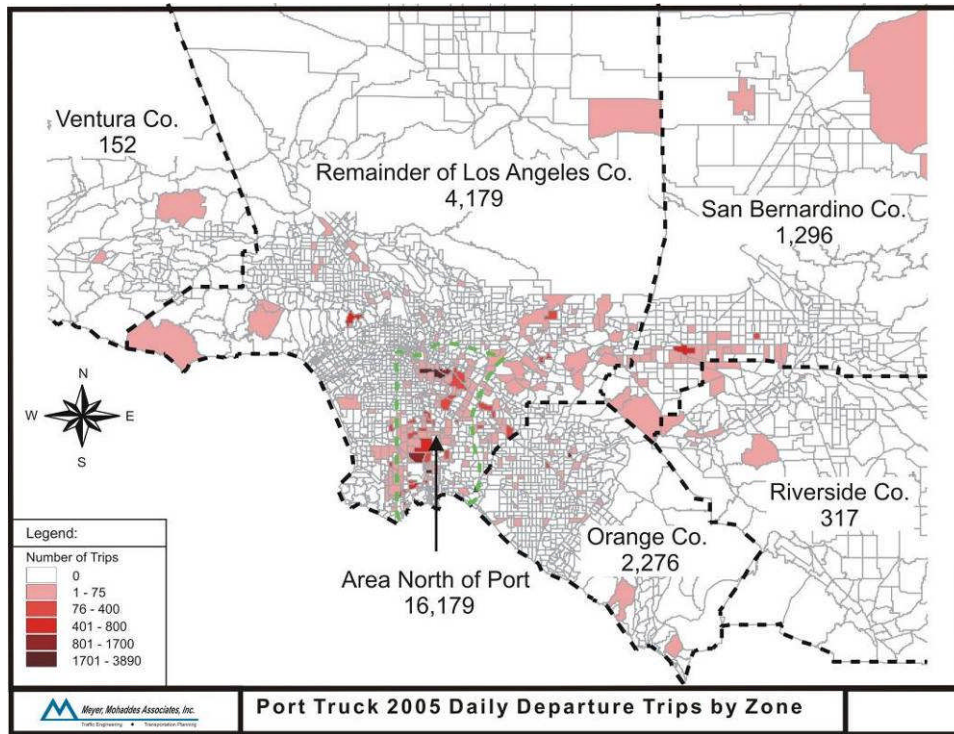 Ventura Co.
152
Remainder of Los Angeles Co.
4,179
San Bernardino Co.
1,296
N
W
E
S
Riverside Co.
317
Orange Co.
2,276
Area North of Port
16,179
Legend:
Number of Trips
0
1 - 75
76 - 400
401 - 800
801 - 1700
1701 - 3890
Meyer, Mohaddes Associates, Inc.
Traffic Engineering • Transportation Planning
Port Truck 2005 Daily Departure Trips by Zone